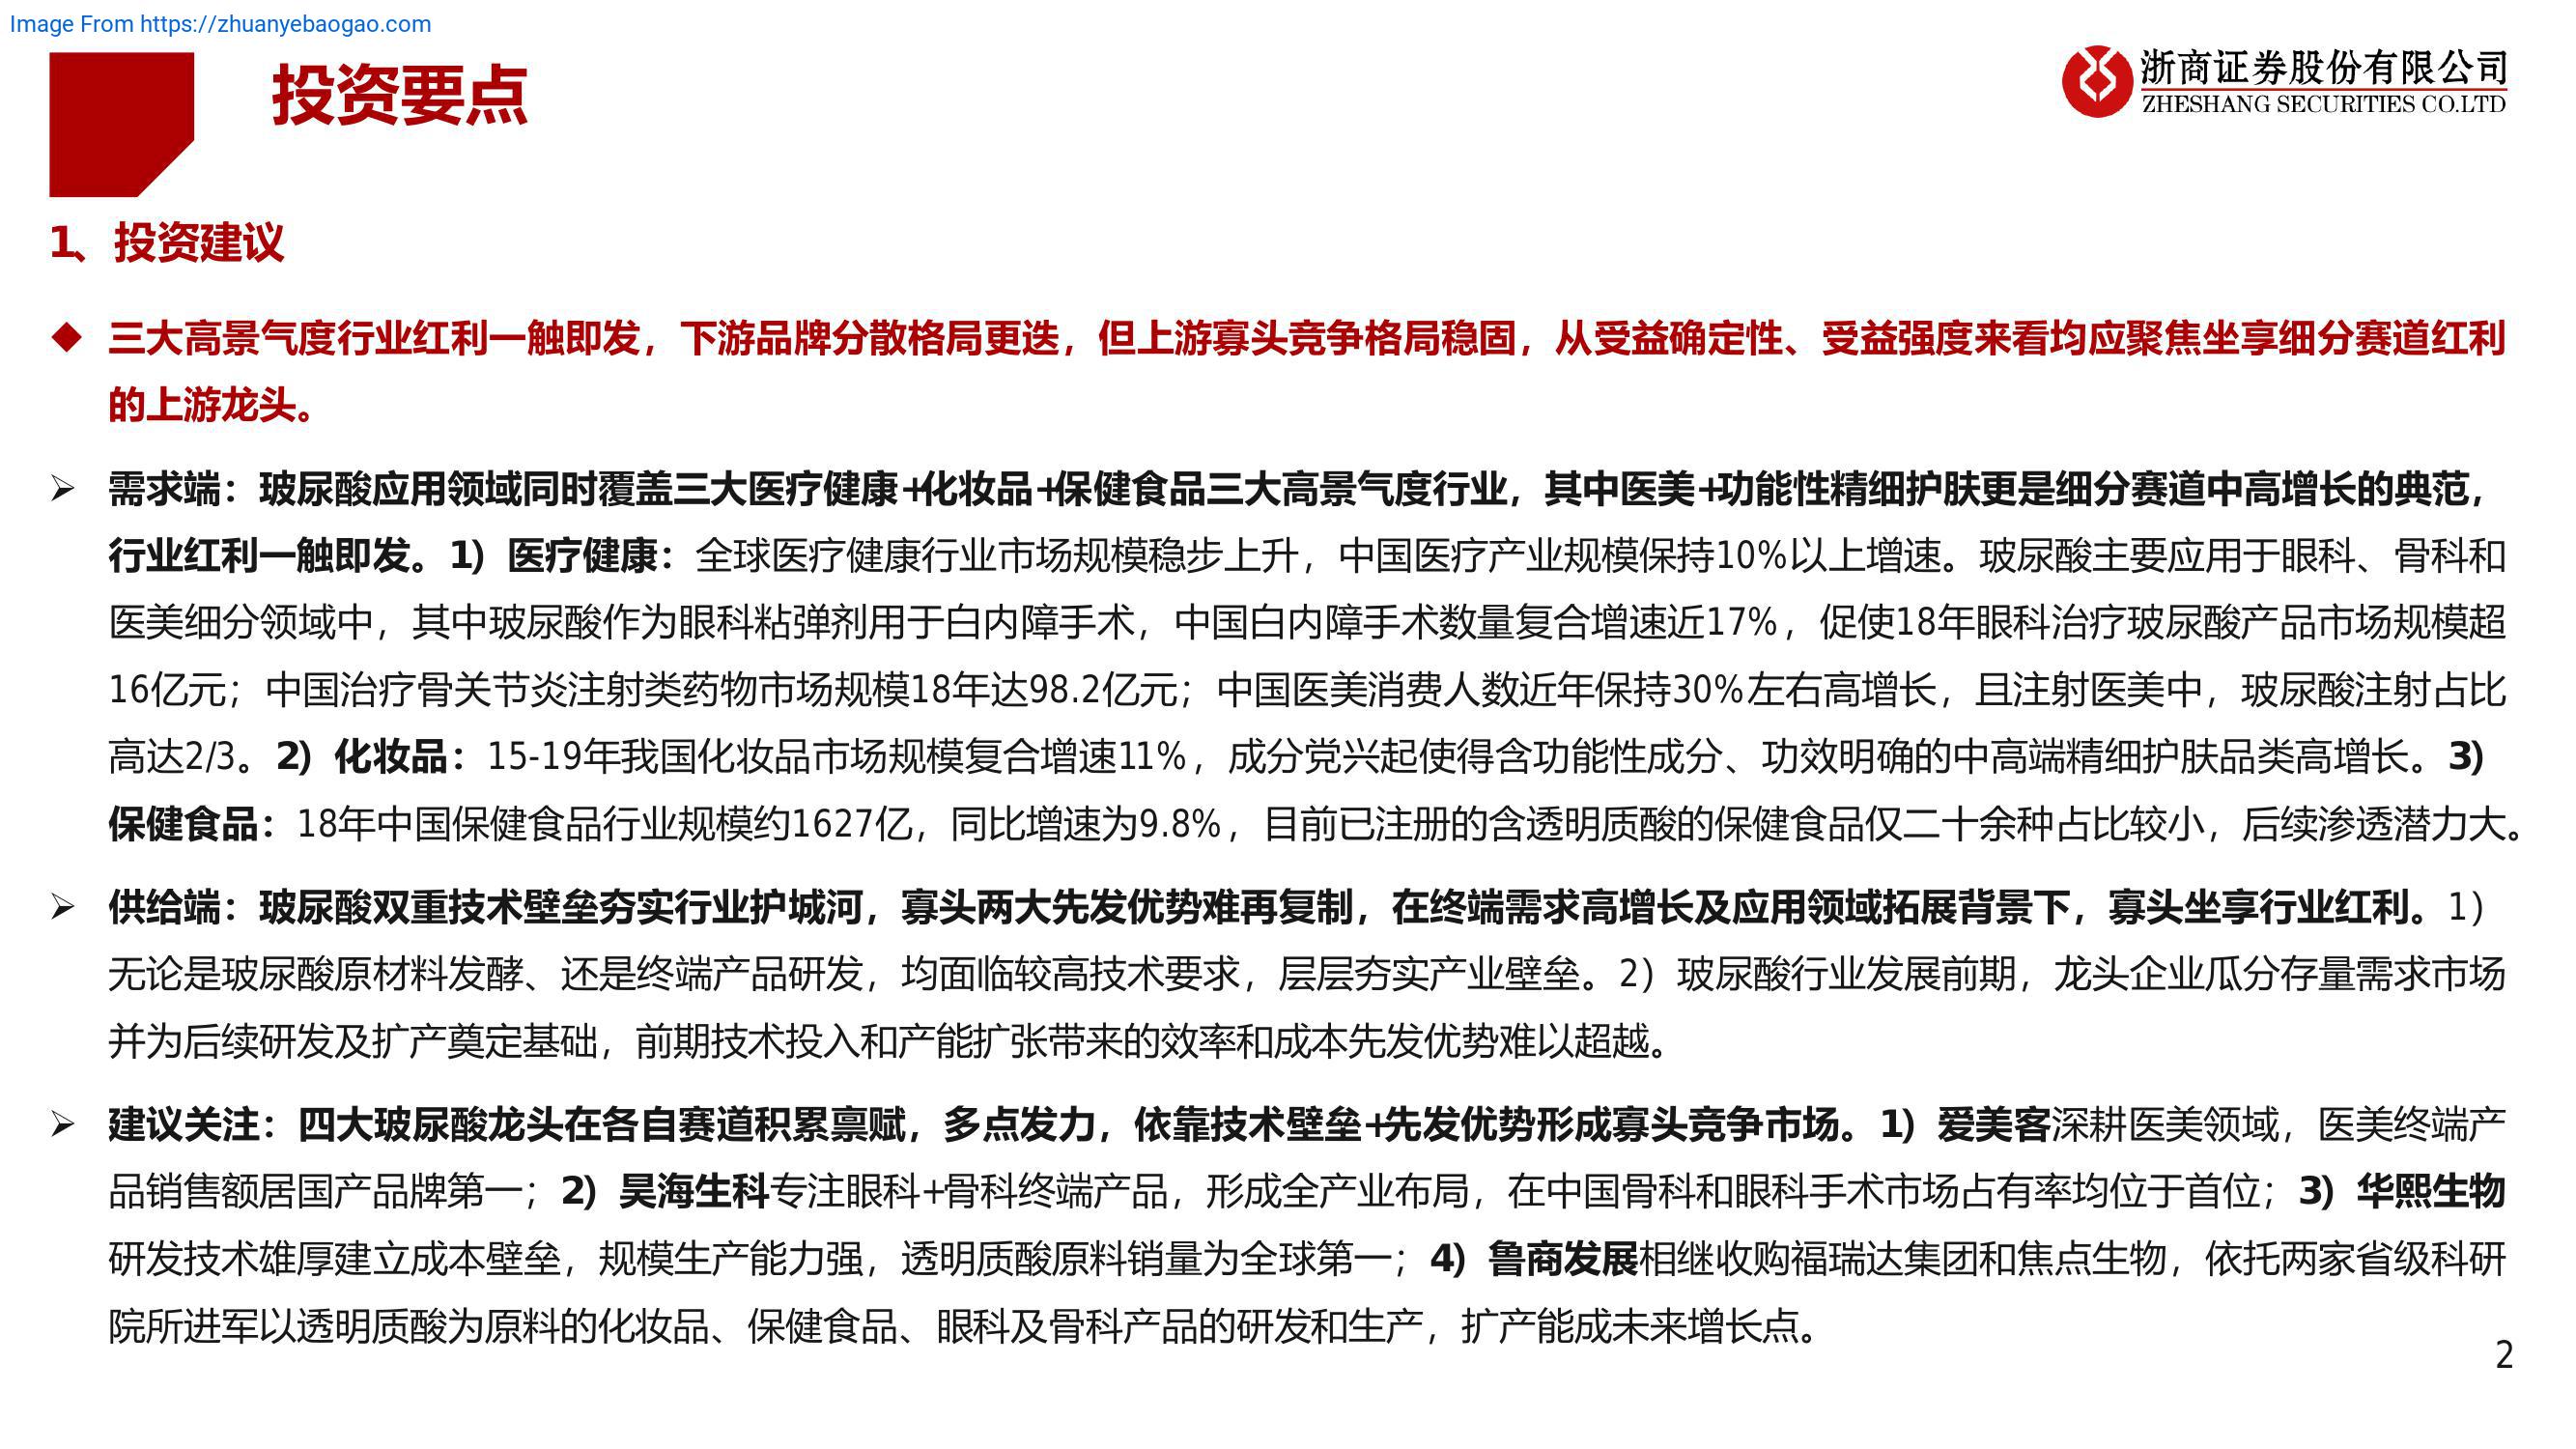 Image From https://zhuanyebaogao.com
投资要点
浙商证券股份有限公司
ZHESHANG SECURITIES CO.LTD
1、投资建议
◆ 三大高景气度行业红利一触即发，下游品牌分散格局更迭，但上游寡头竞争格局稳固，从受益确定性、受益强度来看均应聚焦坐享细分赛道红利
的上游龙头。
➢ 需求端：玻尿酸应用领域同时覆盖三大医疗健康+化妆品+保健食品三大高景气度行业，其中医美+功能性精细护肤更是细分赛道中高增长的典范，
行业红利一触即发。1）医疗健康：全球医疗健康行业市场规模稳步上升，中国医疗产业规模保持10%以上增速。玻尿酸主要应用于眼科、骨科和
医美细分领域中，其中玻尿酸作为眼科粘弹剂用于白内障手术，中国白内障手术数量复合增速近17%，促使18年眼科治疗玻尿酸产品市场规模超
16亿元；中国治疗骨关节炎注射类药物市场规模18年达98.2亿元；中国医美消费人数近年保持30%左右高增长，且注射医美中，玻尿酸注射占比
高达2/3。2）化妆品：15-19年我国化妆品市场规模复合增速11%，成分党兴起使得含功能性成分、功效明确的中高端精细护肤品类高增长。3）
保健食品：18年中国保健食品行业规模约1627亿，同比增速为9.8%，目前已注册的含透明质酸的保健食品仅二十余种占比较小，后续渗透潜力大。
➢ 供给端：玻尿酸双重技术壁垒夯实行业护城河，寡头两大先发优势难再复制，在终端需求高增长及应用领域拓展背景下，寡头坐享行业红利。1）
无论是玻尿酸原材料发酵、还是终端产品研发，均面临较高技术要求，层层夯实产业壁垒。2）玻尿酸行业发展前期，龙头企业瓜分存量需求市场
并为后续研发及扩产奠定基础，前期技术投入和产能扩张带来的效率和成本先发优势难以超越。
➢ 建议关注：四大玻尿酸龙头在各自赛道积累禀赋，多点发力，依靠技术壁垒+先发优势形成寡头竞争市场。1）爱美客深耕医美领域，医美终端产
品销售额居国产品牌第一；2）昊海生科专注眼科+骨科终端产品，形成全产业布局，在中国骨科和眼科手术市场占有率均位于首位；3）华熙生物
研发技术雄厚建立成本壁垒，规模生产能力强，透明质酸原料销量为全球第一；4）鲁商发展相继收购福瑞达集团和焦点生物，依托两家省级科研
院所进军以透明质酸为原料的化妆品、保健食品、眼科及骨科产品的研发和生产，扩产能成未来增长点。
2